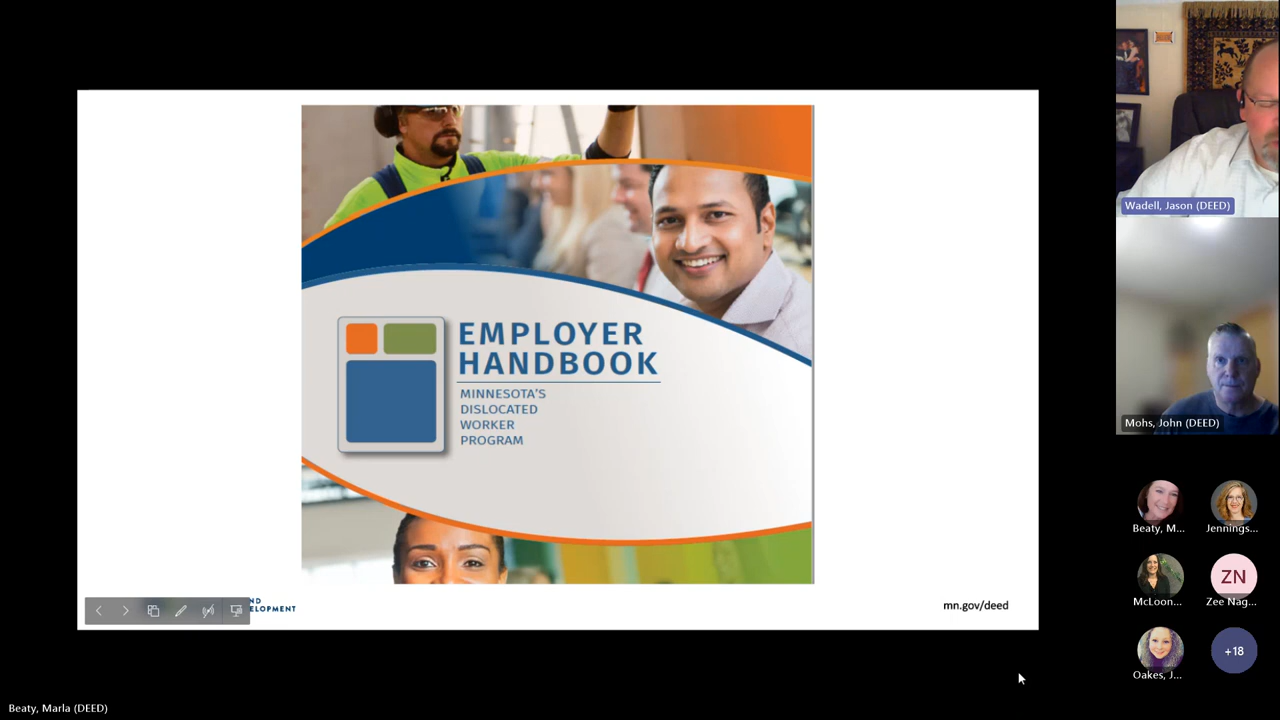 EMPLOYER
HANDBOOK
MINNESOTA'S
DISLOCATED
WORKER
PROGRAM
ELOPMENT
mn.gov/deed
Wadell, Jason (DEED)
Mohs, John (DEED)
Beaty, M...
Jennings...
McLoon...
ZN
Zee Nag...
Oakes, J...
+18
Beaty, Marla (DEED)